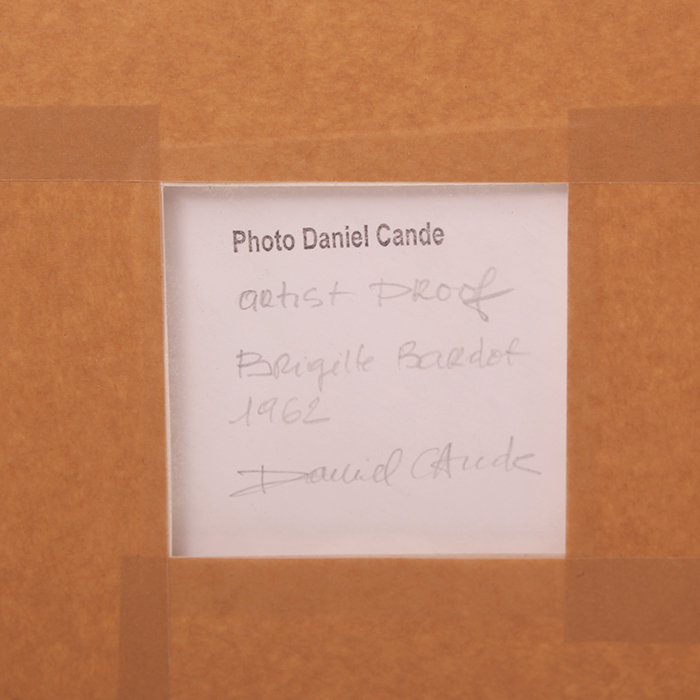 Photo Daniel Cande
artist Proof
Brigitte Bardot
1962
Daniel Cande